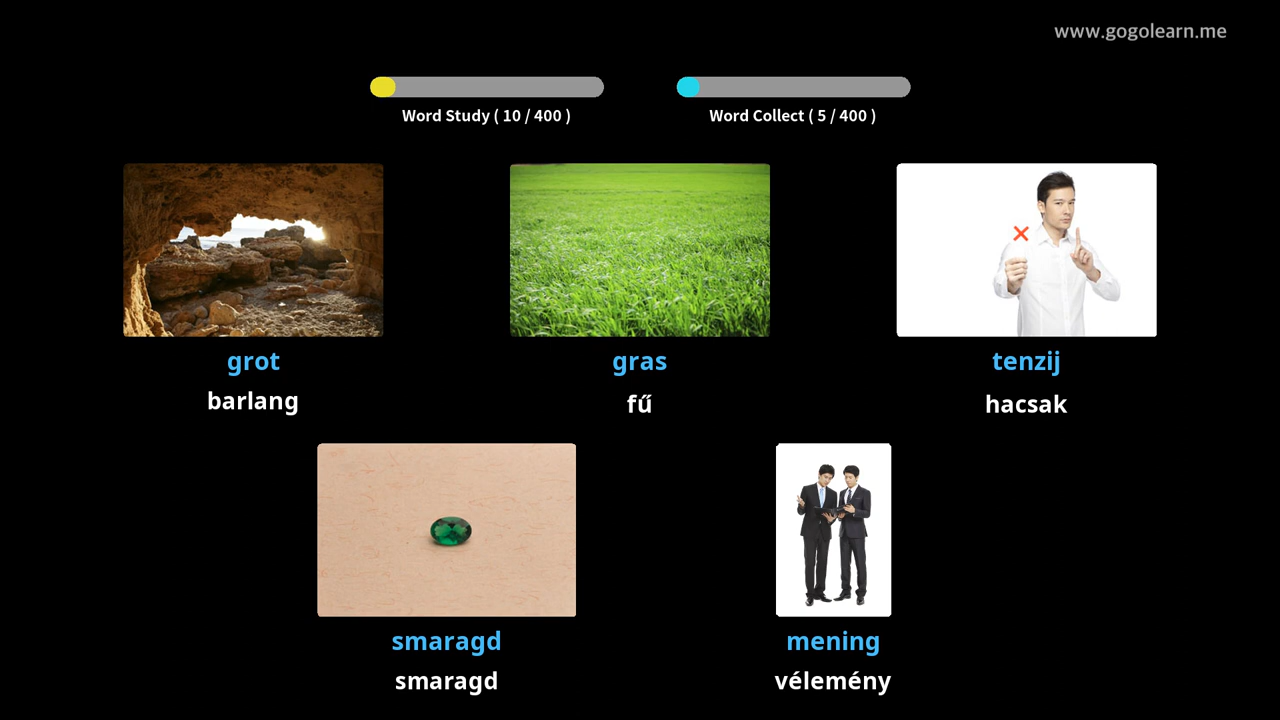 www.gogolearn.me
Word Study ( 10 / 400 )
Word Collect ( 5 / 400 )
grot
barlang
gras
fű
tenzij
hacsak
smaragd
smaragd
mening
vélemény